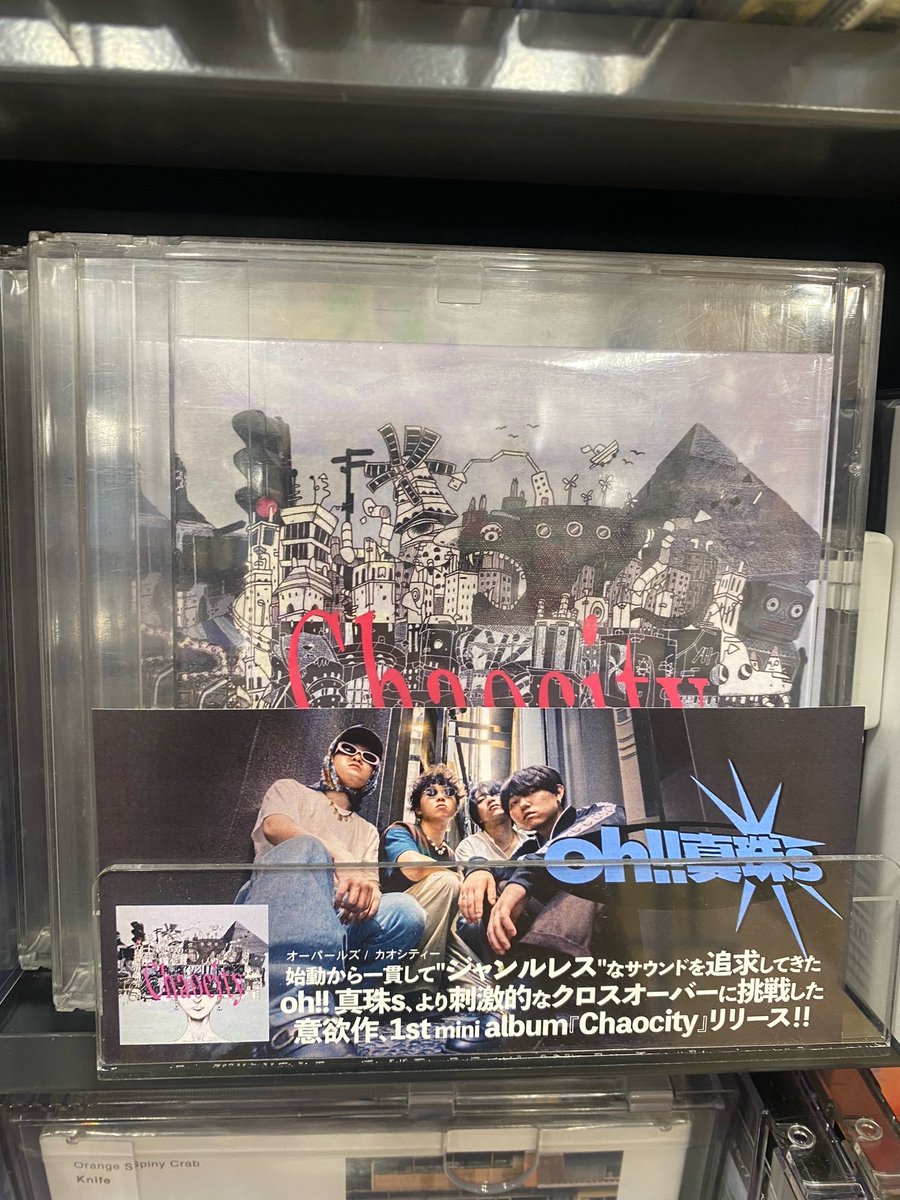 Chaocity
oh!!真珠s
Chaocity
オーパールズ / カオシティー
始動から一貫して"ジャンルレス"なサウンドを追求してきた
oh!! 真珠s、より刺激的なクロスオーバーに挑戦した
意欲作、1st mini album『Chaocity』リリース!!
Orange Spiny Crab
Knife